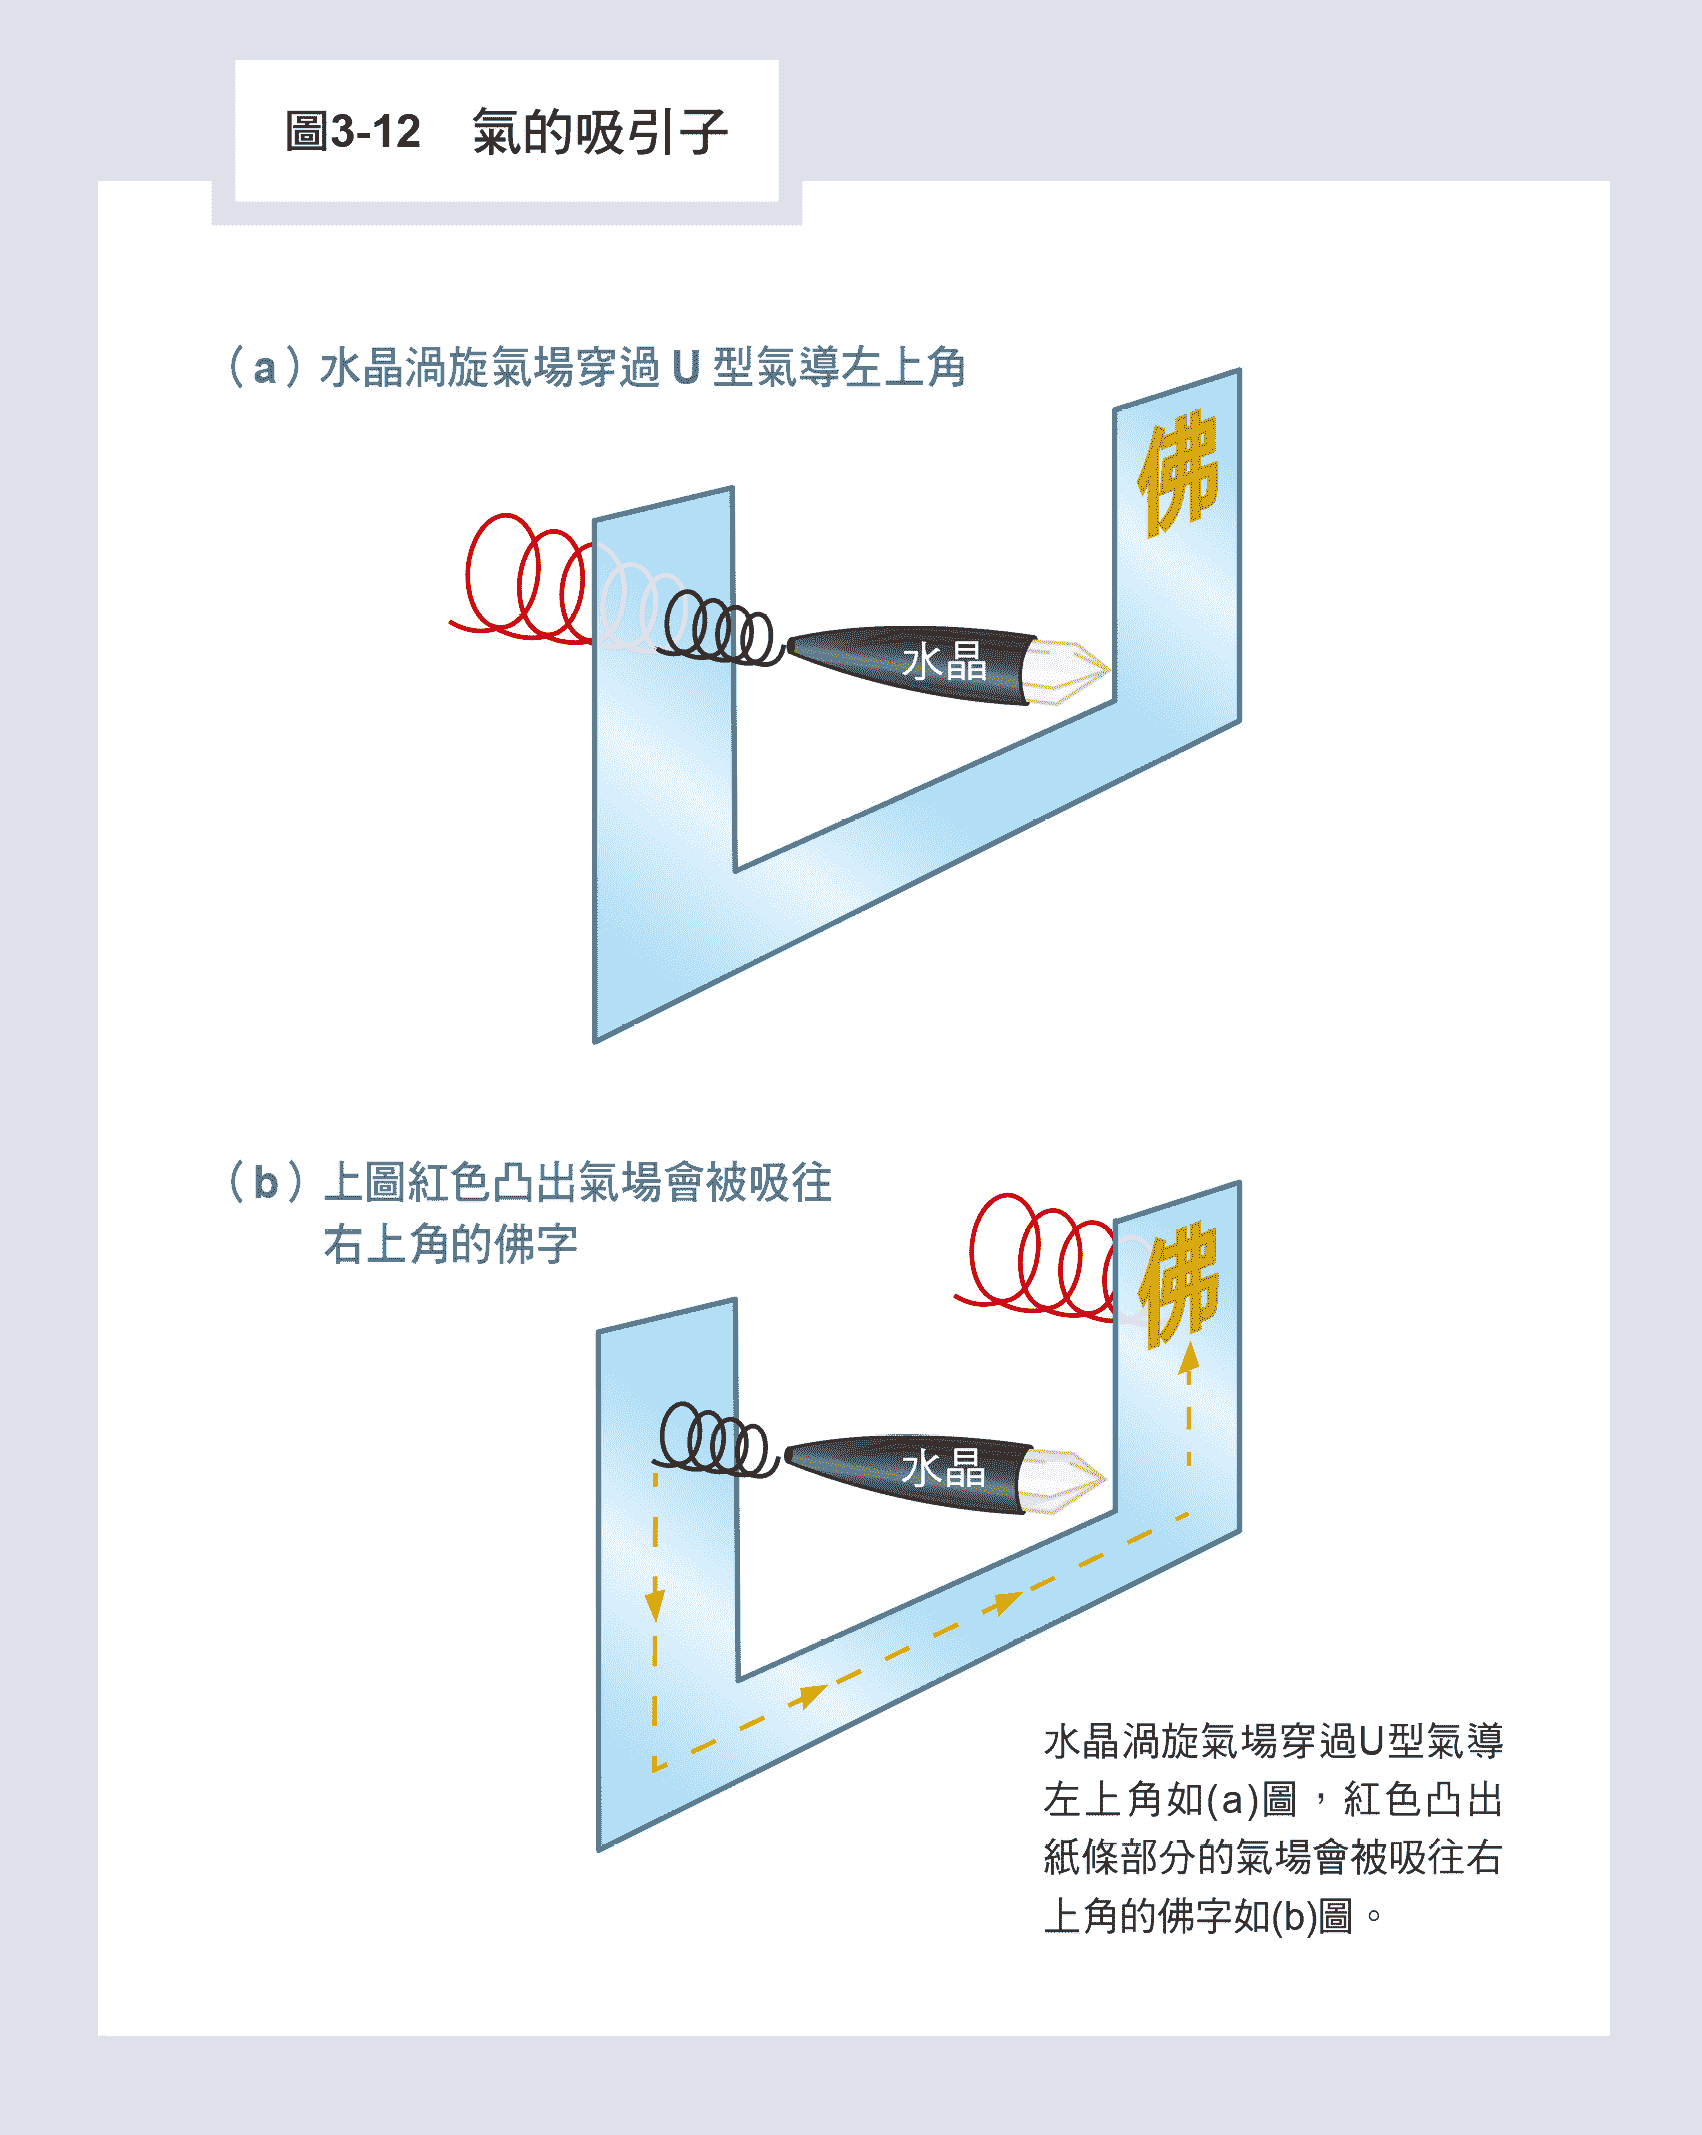 圖3-12 氣的吸引子
（a）水晶渦旋氣場穿過 U 型氣導左上角
佛
水晶
（b）上圖紅色凸出氣場會被吸往
右上角的佛字
佛
水晶
水晶渦旋氣場穿過U型氣導
左上角如(a)圖，紅色凸出
紙條部分的氣場會被吸往右
上角的佛字如(b)圖。